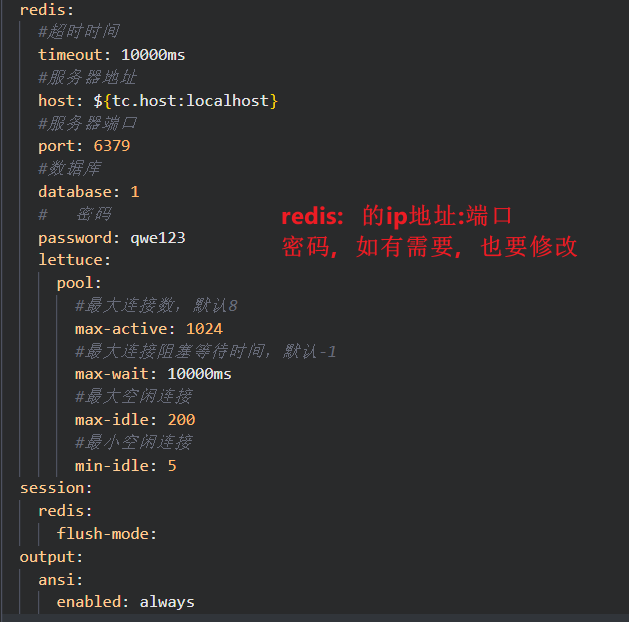 redis:
#超时时间
timeout: 10000ms
#服务器地址
host: ${tc.host:localhost}
#服务器端口
port: 6379
#数据库
database: 1
#   密码
password: qwe123
redis: 的ip地址:端口
密码，如有需要，也要修改
lettuce:
pool:
#最大连接数，默认8
max-active: 1024
#最大连接阻塞等待时间，默认-1
max-wait: 10000ms
#最大空闲连接
max-idle: 200
#最小空闲连接
min-idle: 5
session:
redis:
flush-mode:
output:
ansi:
enabled: always